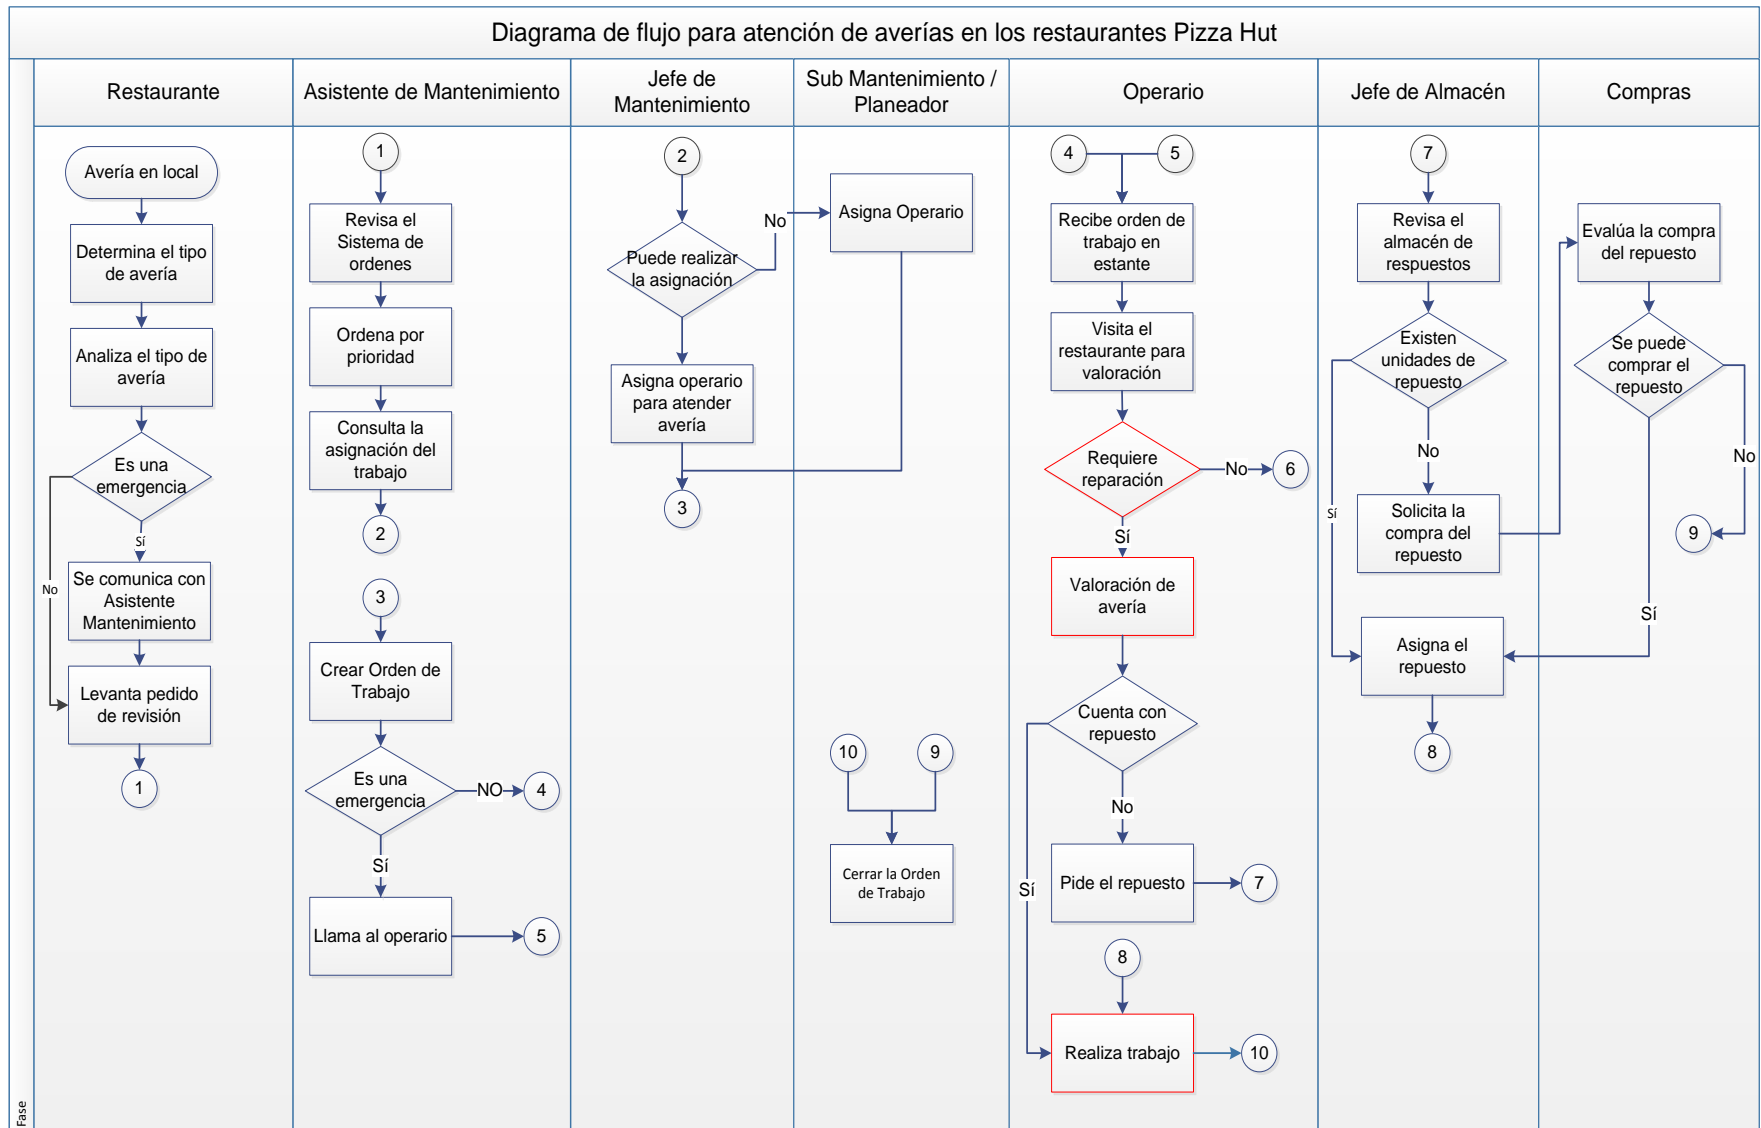 Diagrama de flujo para atención de averías en los restaurantes Pizza Hut
Fase
Restaurante
Asistente de Mantenimiento
Jefe de
Mantenimiento
Sub Mantenimiento /
Planeador
Operario
Jefe de Almacén
Compras
Avería en local
Determina el tipo
de avería
Analiza el tipo de
avería
Es una
emergencia
Sí
No
Se comunica con
Asistente
Mantenimiento
Levanta pedido
de revisión
1
1
Revisa el
Sistema de
ordenes
Ordena por
prioridad
Consulta la
asignación del
trabajo
2
3
Crear Orden de
Trabajo
Es una
emergencia
NO
4
Sí
Llama al operario
5
2
Puede realizar
la asignación
No
Asigna operario
para atender
avería
3
Asigna Operario
10
9
Cerrar la Orden
de Trabajo
4
5
Recibe orden de
trabajo en
estante
Visita el
restaurante para
valoración
Requiere
reparación
No
6
Sí
Valoración de
avería
Cuenta con
repuesto
No
Sí
Pide el repuesto
7
8
Realiza trabajo
10
7
Revisa el
almacén de
respuestos
Existen
unidades de
repuesto
No
Sí
Solicita la
compra del
repuesto
Asigna el
repuesto
8
Evalúa la compra
del repuesto
Se puede
comprar el
repuesto
No
9
Sí